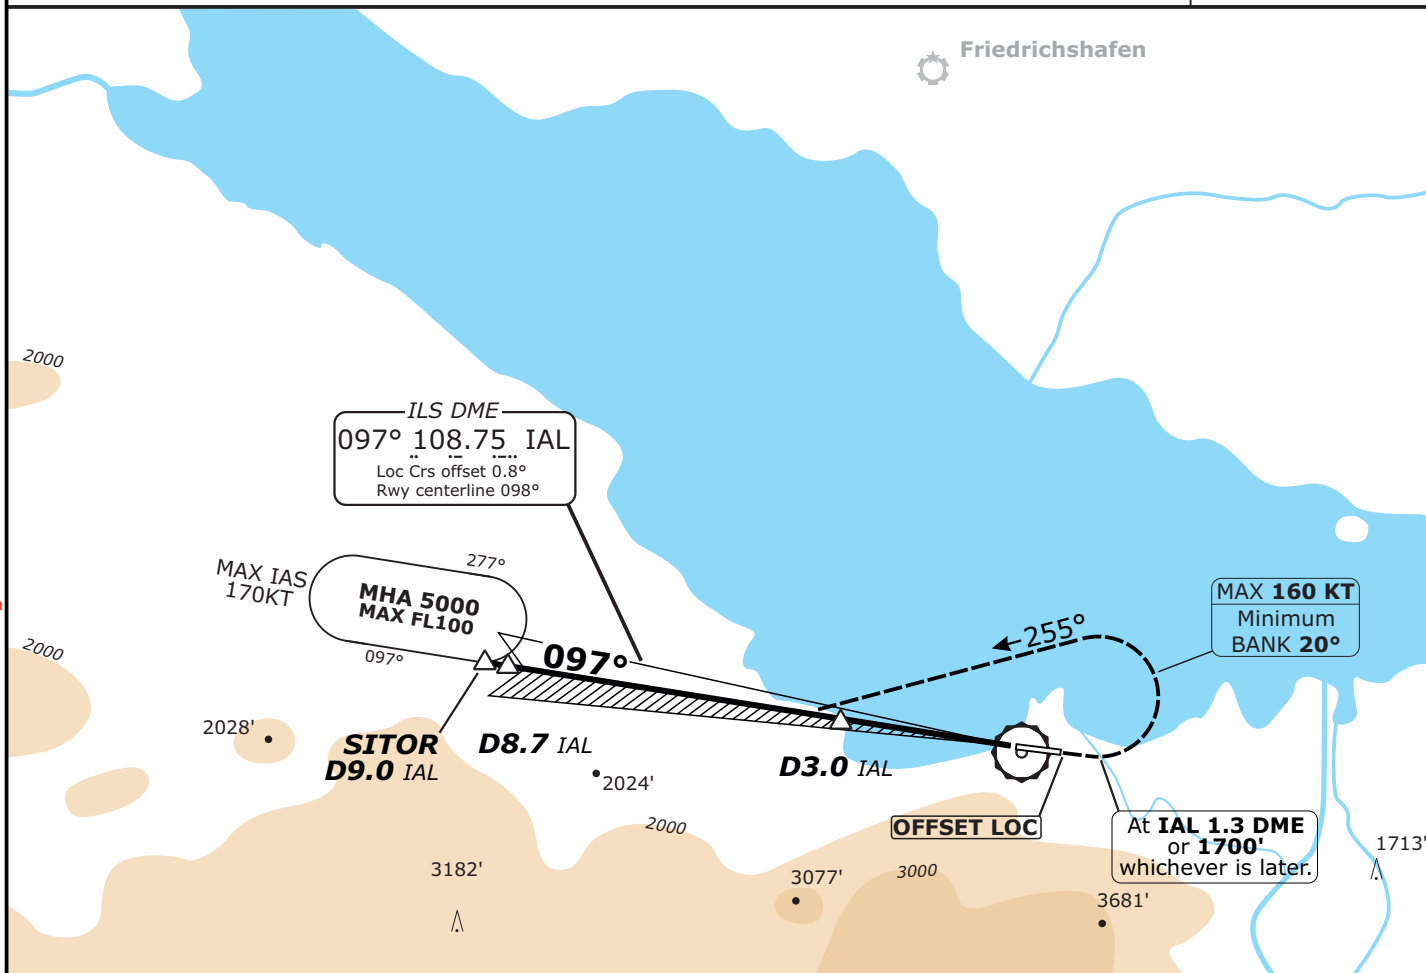 Friedrichshafen
2000
ILS DME
097° 108.75 IAL
Loc Crs offset 0.8°
Rwy centerline 098°
277°
MAX IAS
170KT
MHA 5000
MAX FL100
097°
097°
255°
MAX 160 KT
Minimum
BANK 20°
2000
2028'
SITOR
D9.0 IAL
D8.7 IAL
2024'
D3.0 IAL
2000
OFFSET LOC
At IAL 1.3 DME
or 1700'
whichever is later.
1713'
3182'
3077'
3000
3681'